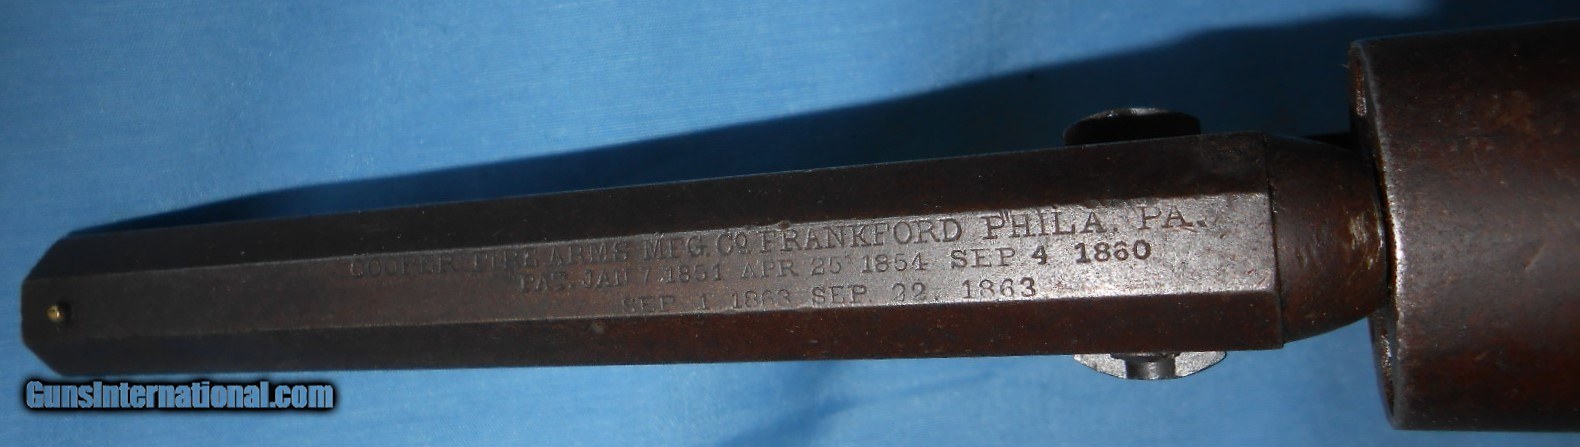 COOPER FIRE ARMS MFG. CO FRANKFORD PHILA. PA.
PAT. JAN 7. 1851 APR 25" 1854 SEP 4 1860
SEP 1 1863 SEP. 22. 1863
GunsInternational.com